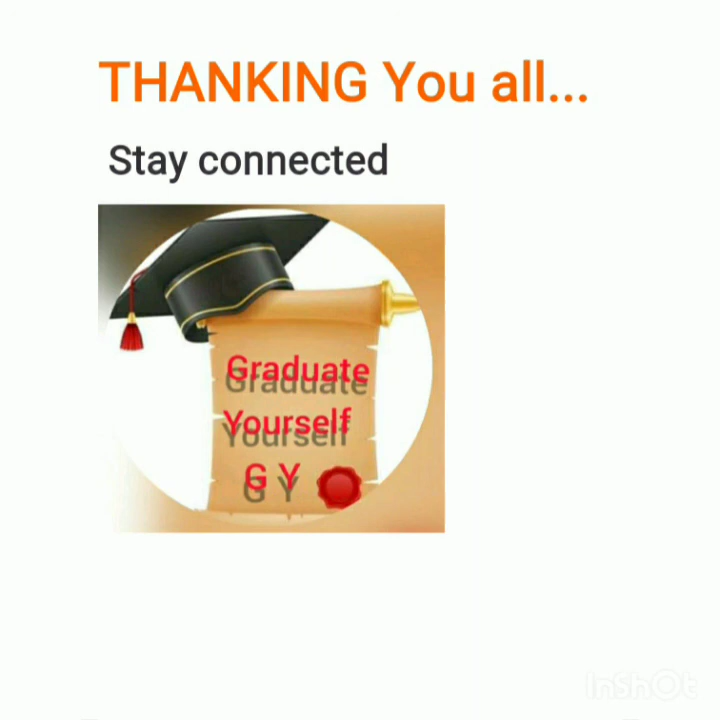 THANKING You all...
Stay connected
Graduate
Yourself
G Y
InShOt